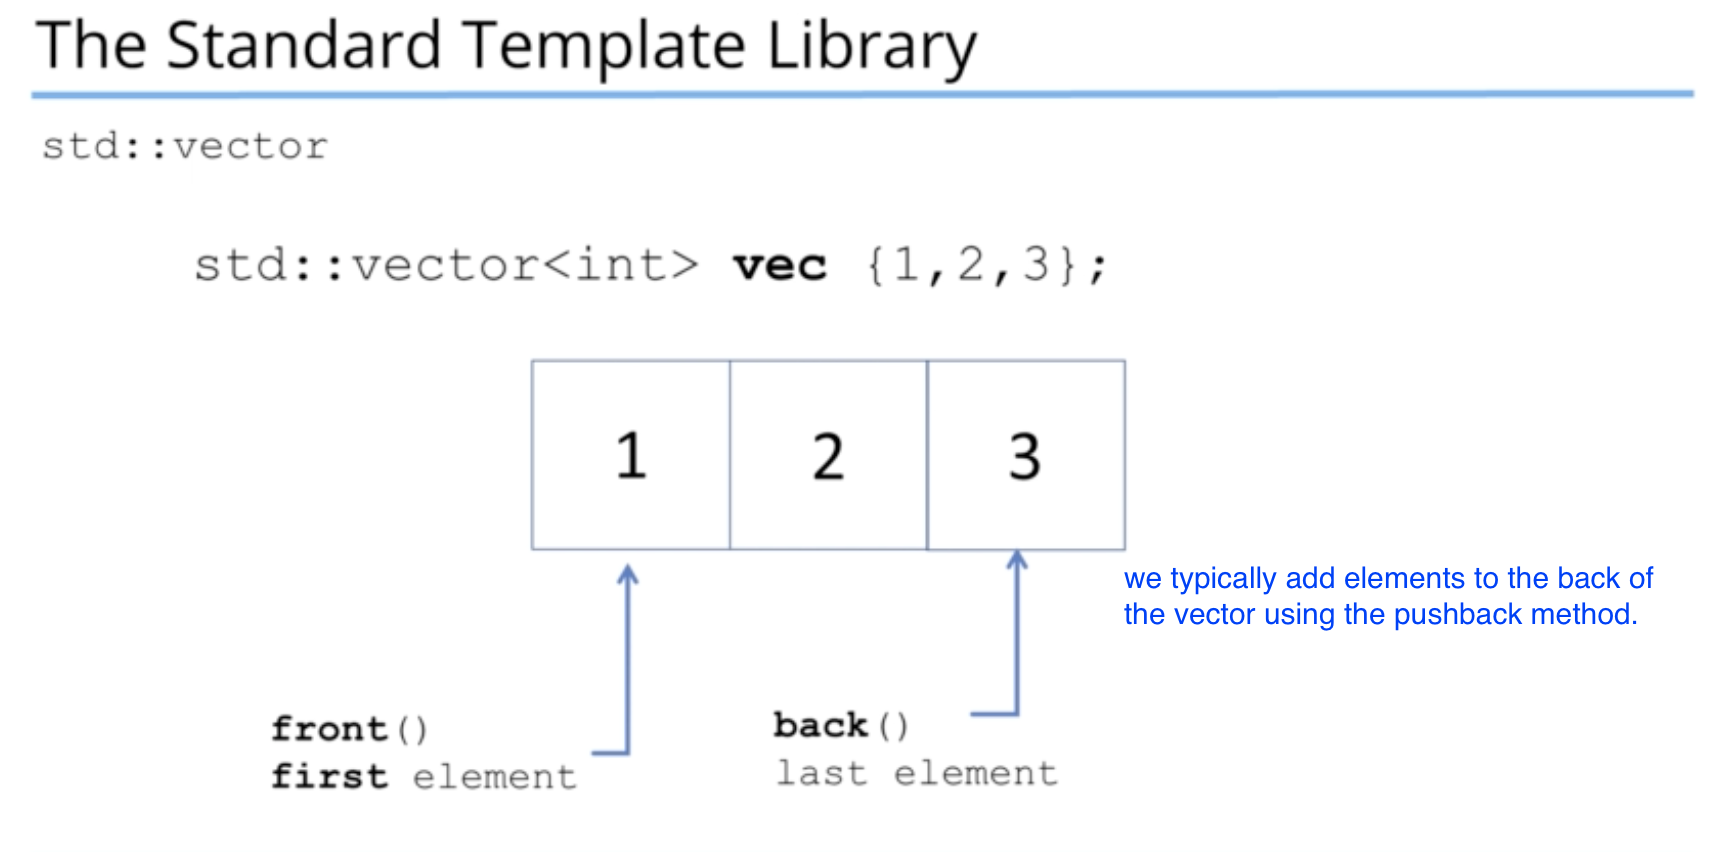 The Standard Template Library
std::vector
std::vector<int> vec {1,2,3};
1 2 3
we typically add elements to the back of
the vector using the pushback method.
front()
first element
back()
last element